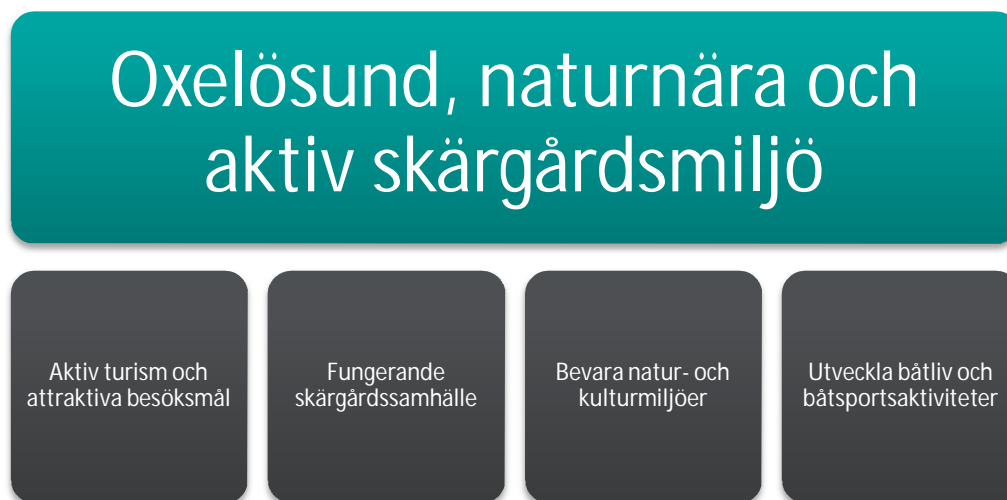 Oxelösund, naturnära och
aktiv skärgårdsmiljö
Aktiv turism och
attraktiva besöksmål
Fungerande
skärgårdssamhälle
Bevara natur- och
kulturmiljöer
Utveckla båtliv och
båtsportsaktiviteter